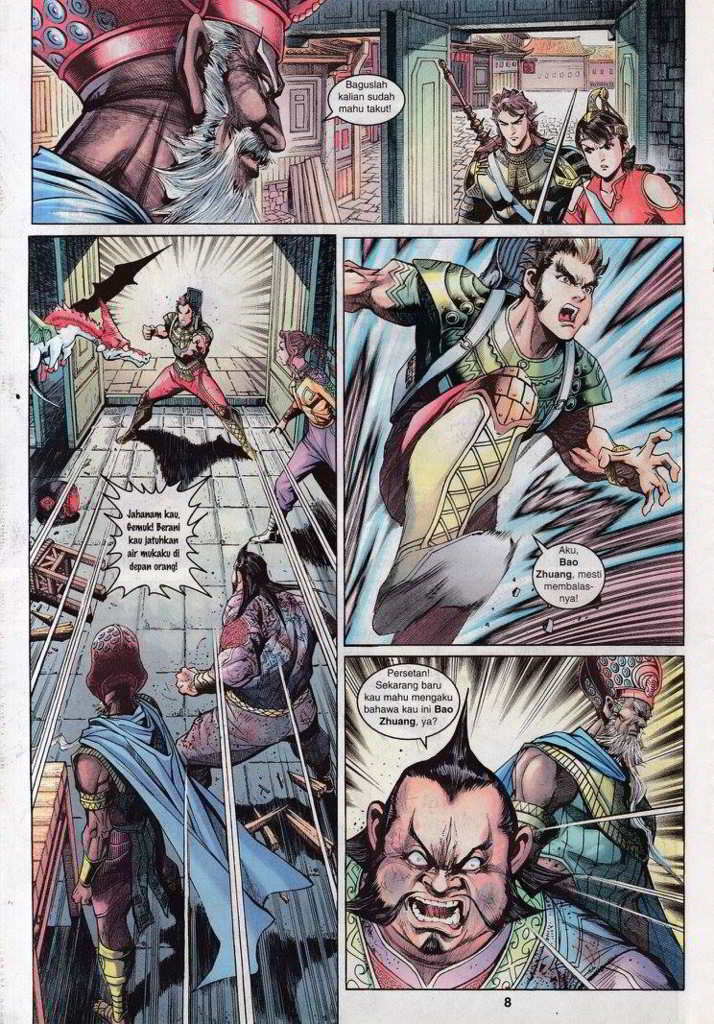 Baguslah
kalian sudah
mahu takut!
Jahanam kau,
Gemuk! Berani
kau jatuhkan
air mukaku di
depan orang!
Aku,
Bao
Zhuang, mesti
membalas-
nya!
Persetan!
Sekarang baru
kau mahu mengaku
bahawa kau ini Bao
Zhuang, ya?
8